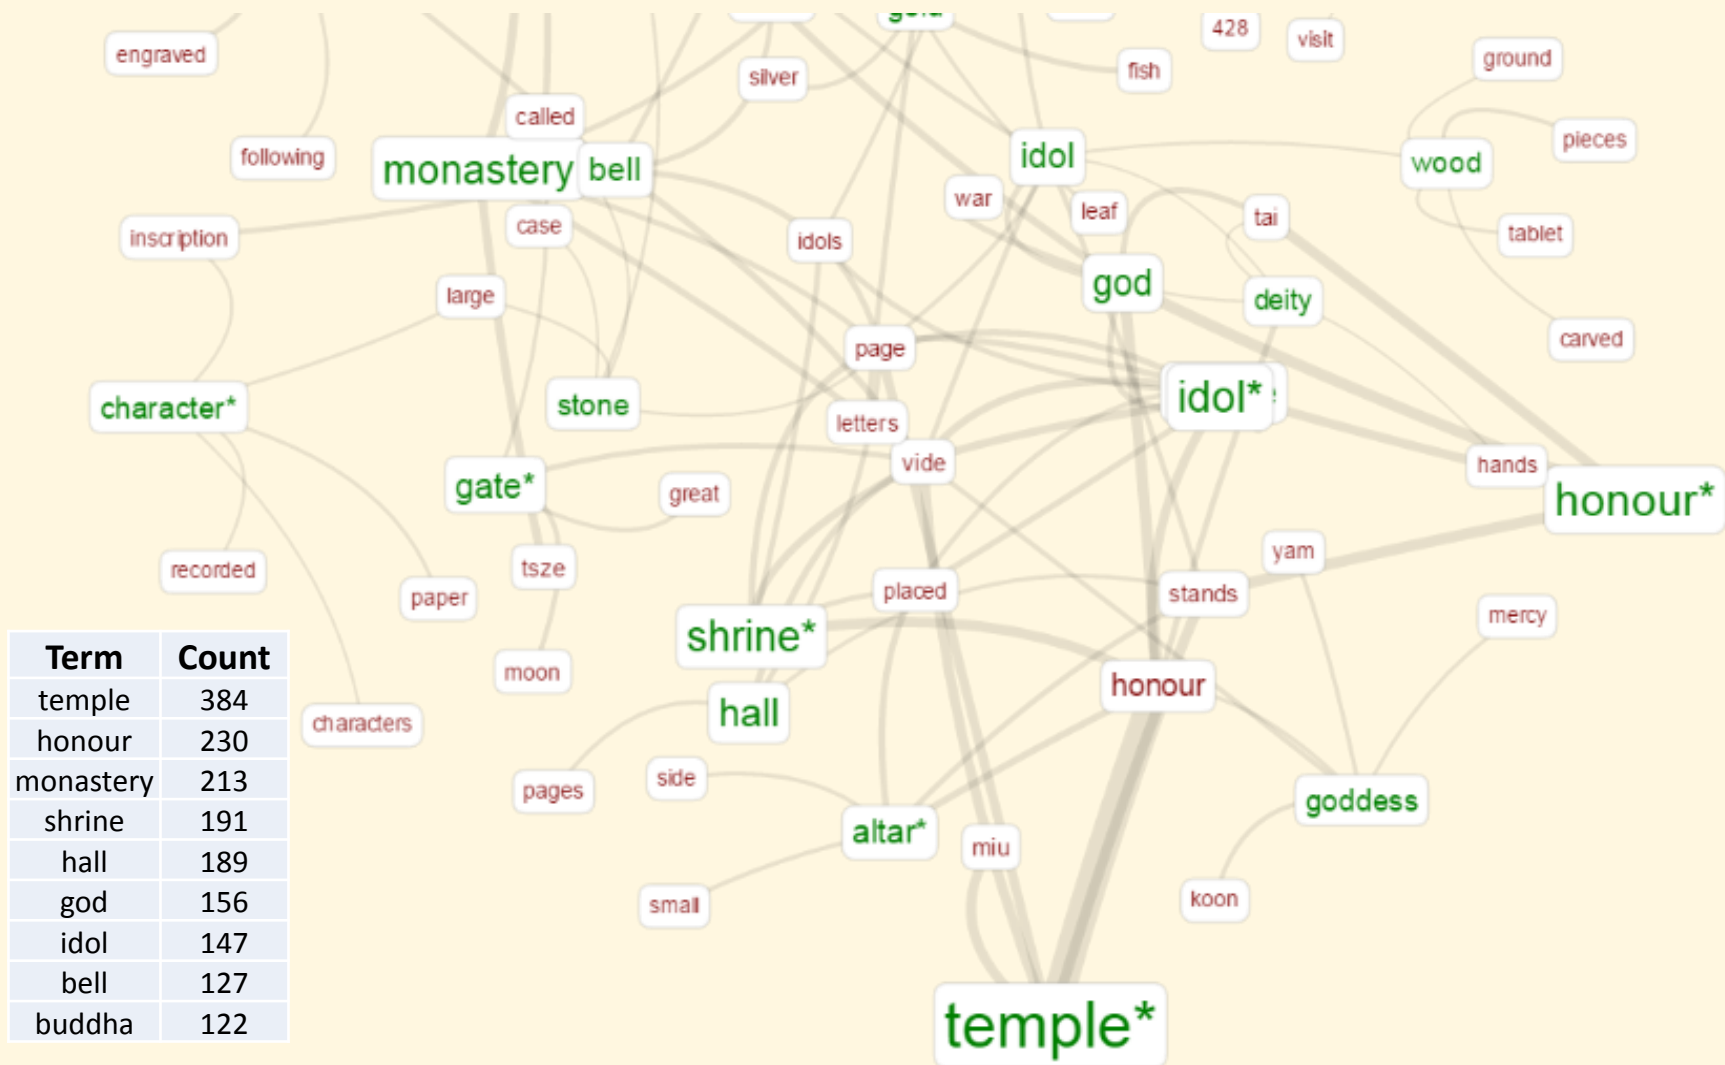 gold
428
visit
engraved
ground
fish
silver
called
pieces
following
idol
wood
monastery
bell
war
leaf
tai
case
tablet
inscription
idols
god
deity
large
carved
page
idol*
character*
stone
letters
vide
hands
gate*
great
honour*
yam
tsze
recorded
placed
stands
paper
mercy
shrine*
moon
honour
hall
characters
side
pages
goddess
altar*
miu
koon
small
temple*
Term Count
temple 384
honour 230
monastery 213
shrine 191
hall 189
god 156
idol 147
bell 127
buddha 122